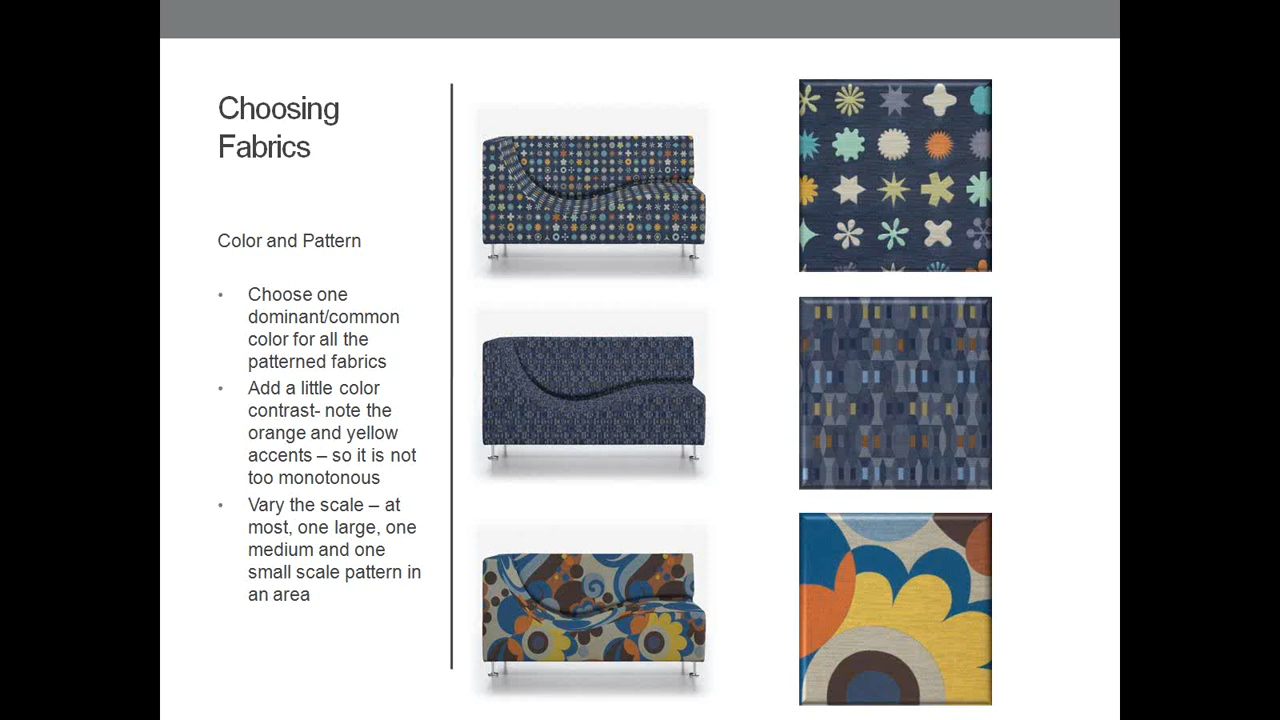 Choosing
Fabrics
Color and Pattern
• Choose one
dominant/common
color for all the
patterned fabrics
• Add a little color
contrast- note the
orange and yellow
accents – so it is not
too monotonous
• Vary the scale – at
most, one large, one
medium and one
small scale pattern in
an area